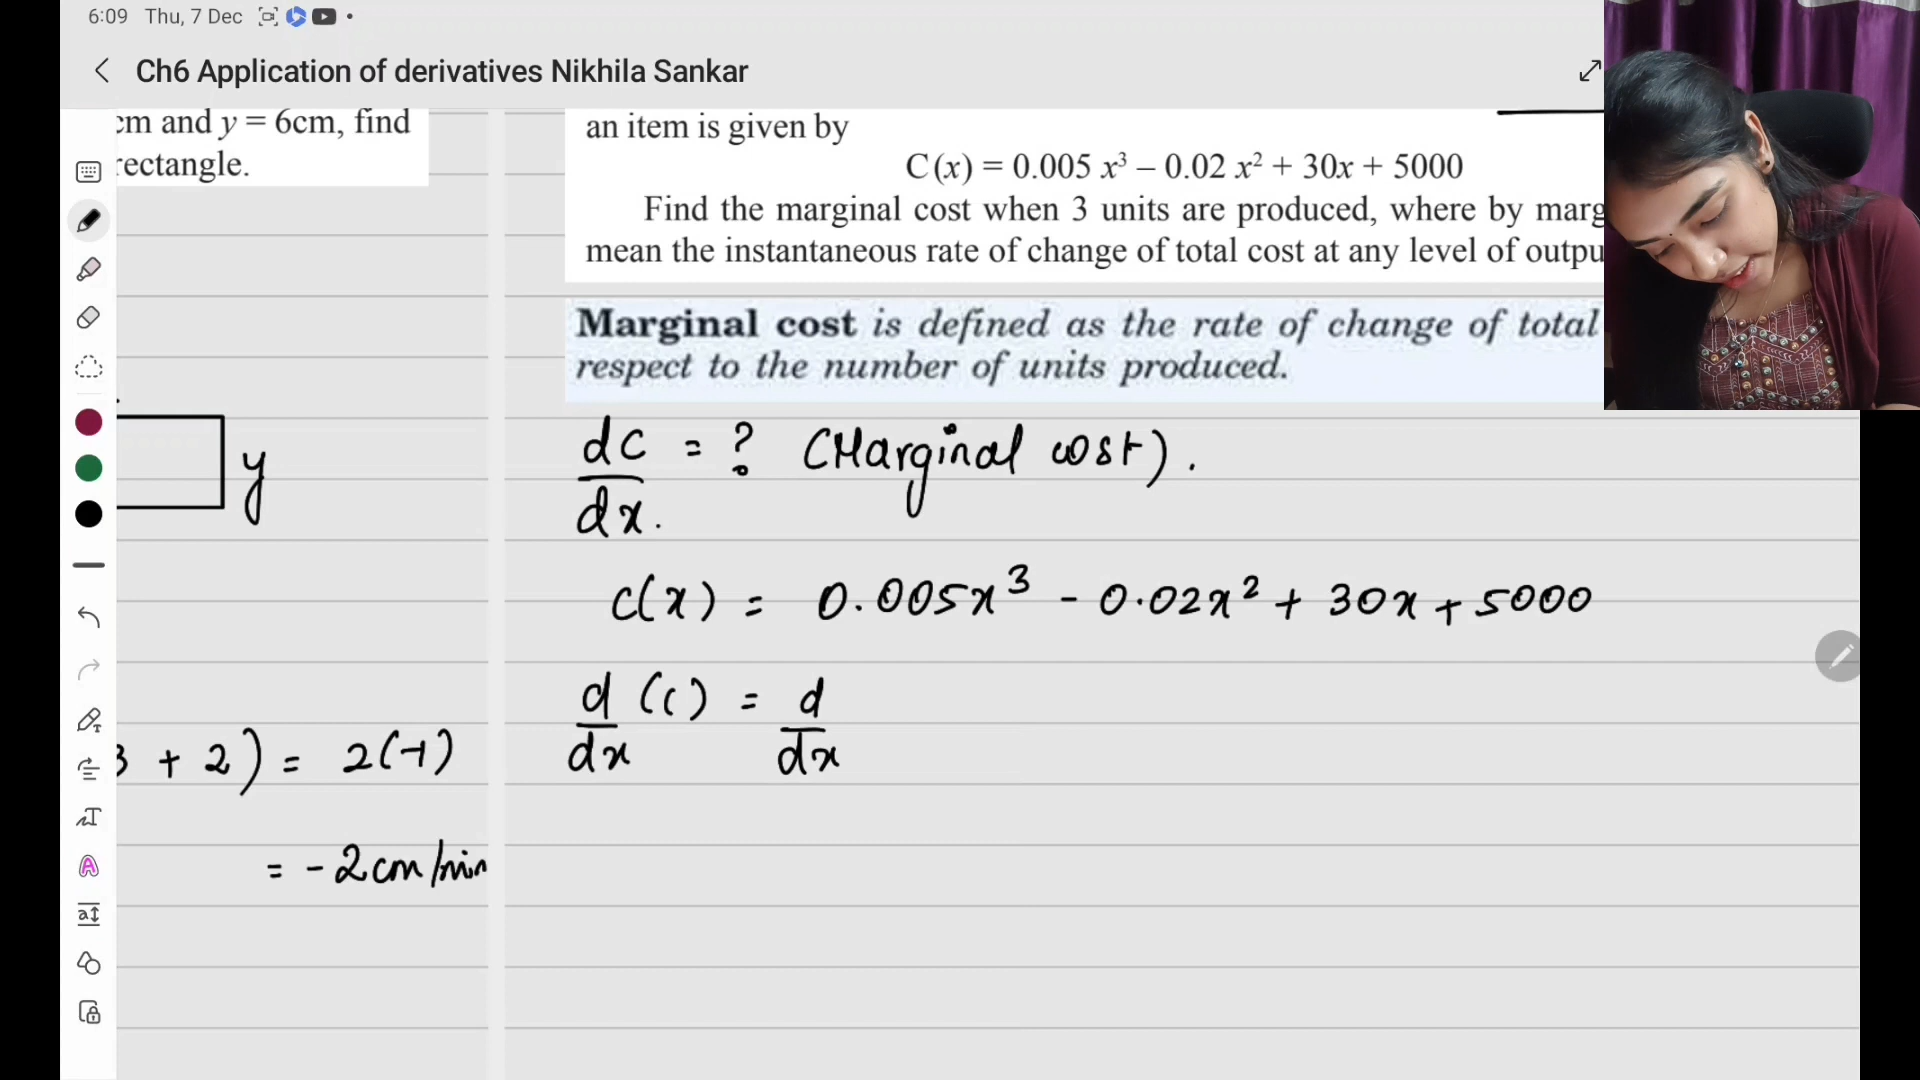 6:09 Thu, 7 Dec
Ch6 Application of derivatives Nikhila Sankar
cm and y = 6cm, find
rectangle.
y
3 + 2) = 2(-1)
= -2cm/min
an item is given by
C(x) = 0.005 x³ – 0.02 x² + 30x + 5000
Find the marginal cost when 3 units are produced, where by marg
mean the instantaneous rate of change of total cost at any level of outpu
Marginal cost is defined as the rate of change of total
respect to the number of units produced.
dC/dx. = ? (Marginal cost).
c(x) = 0.005x³ - 0.02x² + 30x + 5000
d/dx (c) = d/dx